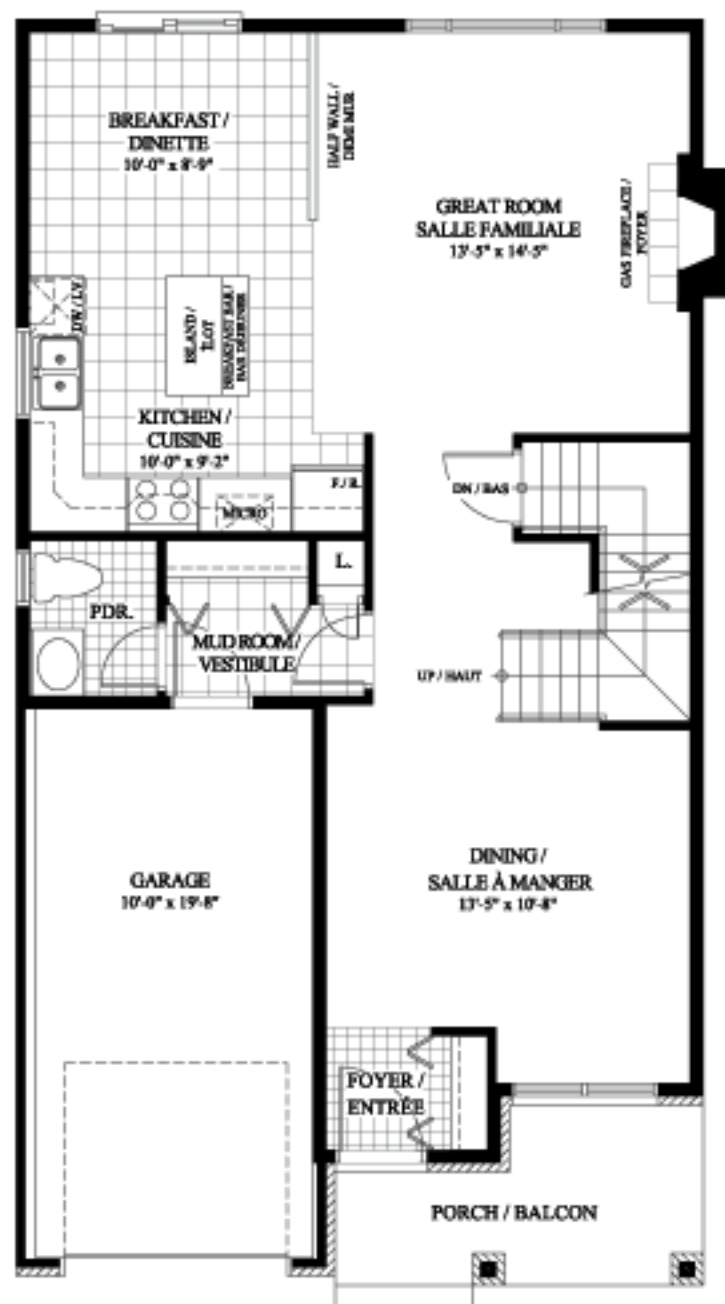 BREAKFAST /
DINETTE
10'-0" x 8'-9"
HALF WALL /
DEMI MUR
GREAT ROOM
SALLE FAMILIALE
13'-5" x 14'-5"
GAS FIREPLACE /
FOYER
DW / LV
ISLAND /
ÎLOT
BREAKFAST BAR /
BAR DÉJEUNER
KITCHEN /
CUISINE
10'-0" x 9'-2"
MICRO
F. / R.
DN / BAS
PDR.
L.
MUD ROOM /
VESTIBULE
UP / HAUT
DINING /
SALLE À MANGER
13'-5" x 10'-8"
GARAGE
10'-0" x 19'-8"
FOYER /
ENTRÉE
PORCH / BALCON